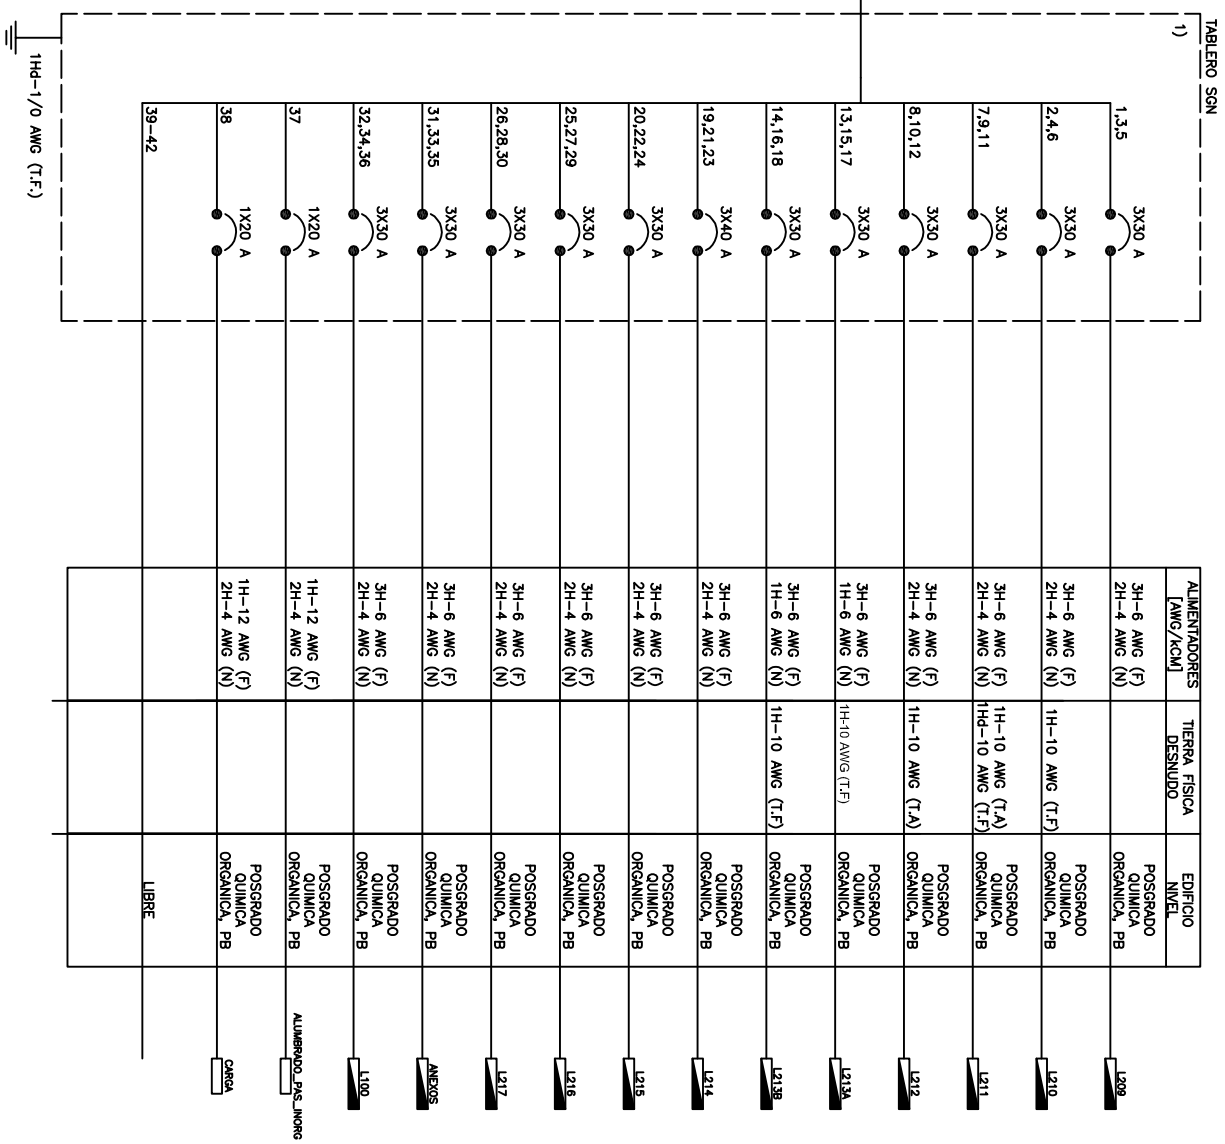 TABLERO SGN
1)
ALIMENTADORES
[AWG/kCM]
TIERRA FÍSICA
DESNUDO
EDIFICIO
NIVEL
1,3,5
3X30 A
3H-6 AWG (F)
2H-4 AWG (N)
POSGRADO
QUIMICA
ORGANICA, PB
L209
2,4,6
3X30 A
3H-6 AWG (F)
2H-4 AWG (N)
1H-10 AWG (T.F)
POSGRADO
QUIMICA
ORGANICA, PB
L210
7,9,11
3X30 A
3H-6 AWG (F)
2H-4 AWG (N)
1H-10 AWG (T.A)
1Hd-10 AWG (T.F)
POSGRADO
QUIMICA
ORGANICA, PB
L211
8,10,12
3X30 A
3H-6 AWG (F)
2H-4 AWG (N)
1H-10 AWG (T.A)
POSGRADO
QUIMICA
ORGANICA, PB
L212
13,15,17
3X30 A
3H-6 AWG (F)
1H-6 AWG (N)
1H-10 AWG (T.F)
POSGRADO
QUIMICA
ORGANICA, PB
L213A
14,16,18
3X30 A
3H-6 AWG (F)
1H-6 AWG (N)
1H-10 AWG (T.F)
POSGRADO
QUIMICA
ORGANICA, PB
L213B
19,21,23
3X40 A
3H-6 AWG (F)
2H-4 AWG (N)
POSGRADO
QUIMICA
ORGANICA, PB
L214
20,22,24
3X30 A
3H-6 AWG (F)
2H-4 AWG (N)
POSGRADO
QUIMICA
ORGANICA, PB
L215
25,27,29
3X30 A
3H-6 AWG (F)
2H-4 AWG (N)
POSGRADO
QUIMICA
ORGANICA, PB
L216
26,28,30
3X30 A
3H-6 AWG (F)
2H-4 AWG (N)
POSGRADO
QUIMICA
ORGANICA, PB
L217
31,33,35
3X30 A
3H-6 AWG (F)
2H-4 AWG (N)
POSGRADO
QUIMICA
ORGANICA, PB
ANEXOS
32,34,36
3X30 A
3H-6 AWG (F)
2H-4 AWG (N)
POSGRADO
QUIMICA
ORGANICA, PB
L100
37
1X20 A
1H-12 AWG (F)
2H-4 AWG (N)
POSGRADO
QUIMICA
ORGANICA, PB
ALUMBRADO_PAS_INORG
38
1X20 A
1H-12 AWG (F)
2H-4 AWG (N)
POSGRADO
QUIMICA
ORGANICA, PB
CARGA
39-42
LIBRE
1Hd-1/0 AWG (T.F.)